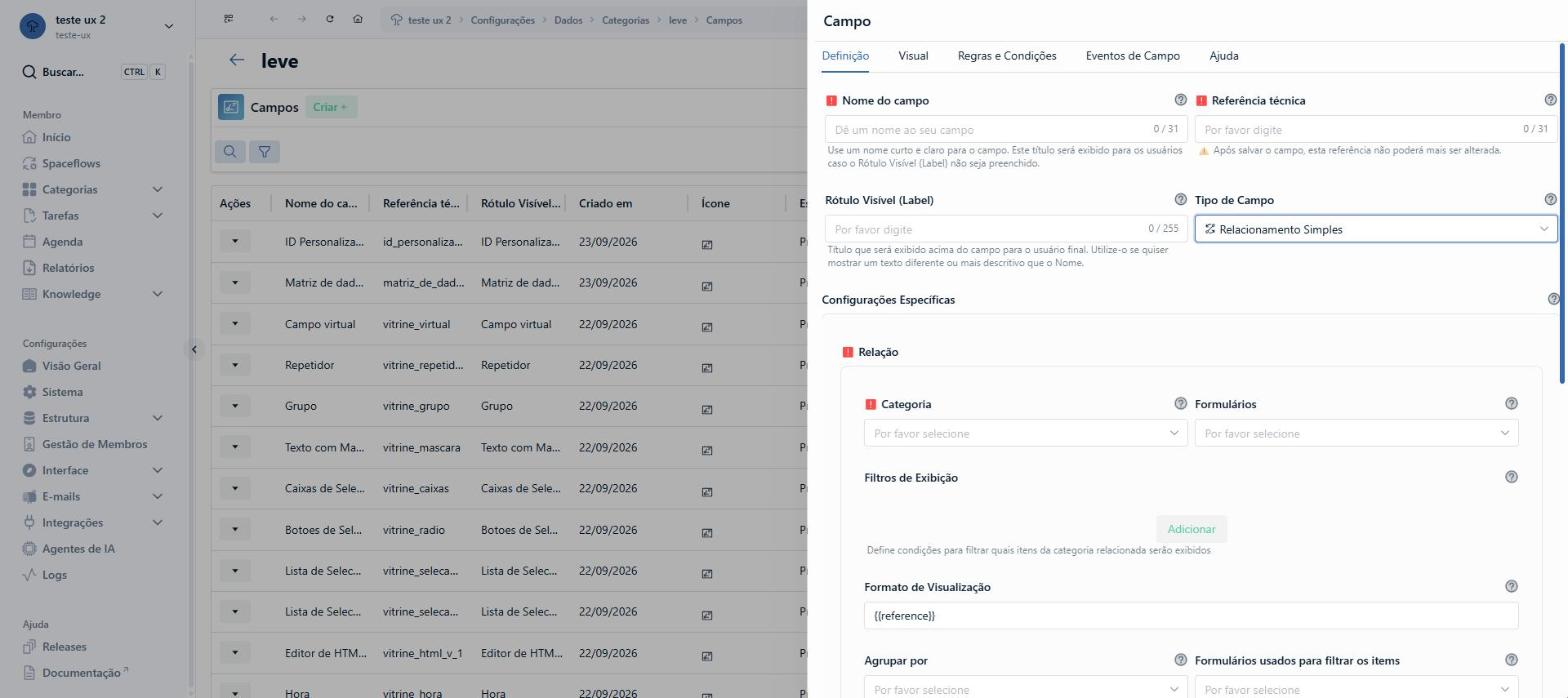 teste ux 2
teste-ux
Buscar... CTRL K
Membro
Início
Spaceflows
Categorias
Tarefas
Agenda
Relatórios
Knowledge
Configurações
Visão Geral
Sistema
Estrutura
Gestão de Membros
Interface
E-mails
Integrações
Agentes de IA
Logs
Ajuda
Releases
Documentação
teste ux 2 Configurações Dados Categorias leve Campos
leve
Campos Criar +
Ações Nome do ca... Referência té... Rótulo Visível... Criado em Ícone
ID Personaliza... id_personaliza... ID Personaliza... 23/09/2026
Matriz de dad... matriz_de_dad... Matriz de dad... 23/09/2026
Campo virtual vitrine_virtual Campo virtual 22/09/2026
Repetidor vitrine_repetid... Repetidor 22/09/2026
Grupo vitrine_grupo Grupo 22/09/2026
Texto com Ma... vitrine_mascara Texto com Ma... 22/09/2026
Caixas de Sele... vitrine_caixas Caixas de Sele... 22/09/2026
Botoes de Sel... vitrine_radio Botoes de Sel... 22/09/2026
Lista de Selec... vitrine_seleca... Lista de Selec... 22/09/2026
Lista de Selec... vitrine_seleca... Lista de Selec... 22/09/2026
Editor de HTM... vitrine_html_v_1 Editor de HTM... 22/09/2026
Hora vitrine_hora Hora 22/09/2026
Campo
Definição Visual Regras e Condições Eventos de Campo Ajuda
Nome do campo Referência técnica
Dê um nome ao seu campo 0 / 31 Por favor digite 0 / 31
Use um nome curto e claro para o campo. Este título será exibido para os usuários
caso o Rótulo Visível (Label) não seja preenchido.
Após salvar o campo, esta referência não poderá mais ser alterada.
Rótulo Visível (Label) Tipo de Campo
Por favor digite 0 / 255 Relacionamento Simples
Título que será exibido acima do campo para o usuário final. Utilize-o se quiser
mostrar um texto diferente ou mais descritivo que o Nome.
Configurações Específicas
Relação
Categoria Formulários
Por favor selecione Por favor selecione
Filtros de Exibição
Adicionar
Define condições para filtrar quais itens da categoria relacionada serão exibidos
Formato de Visualização
{{reference}}
Agrupar por Formulários usados para filtrar os items
Por favor selecione Por favor selecione